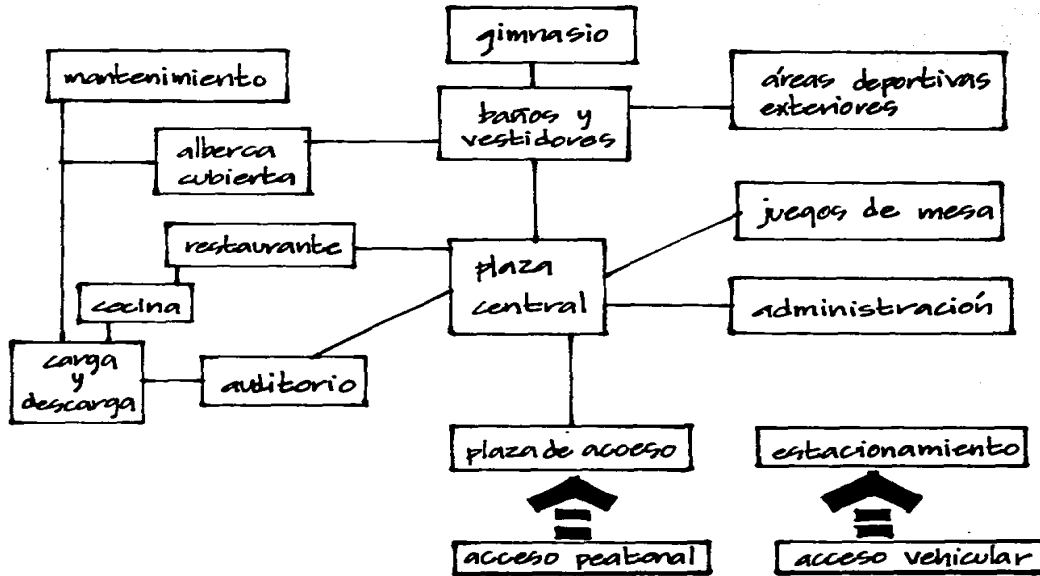 gimnasio
mantenimiento
áreas deportivas
exteriores
baños y
vestidores
alberca
cubierta
juegos de mesa
restaurante
plaza
central
cocina
administración
carga
y
descarga
auditorio
plaza de acceso
estacionamiento
acceso peatonal
acceso vehicular